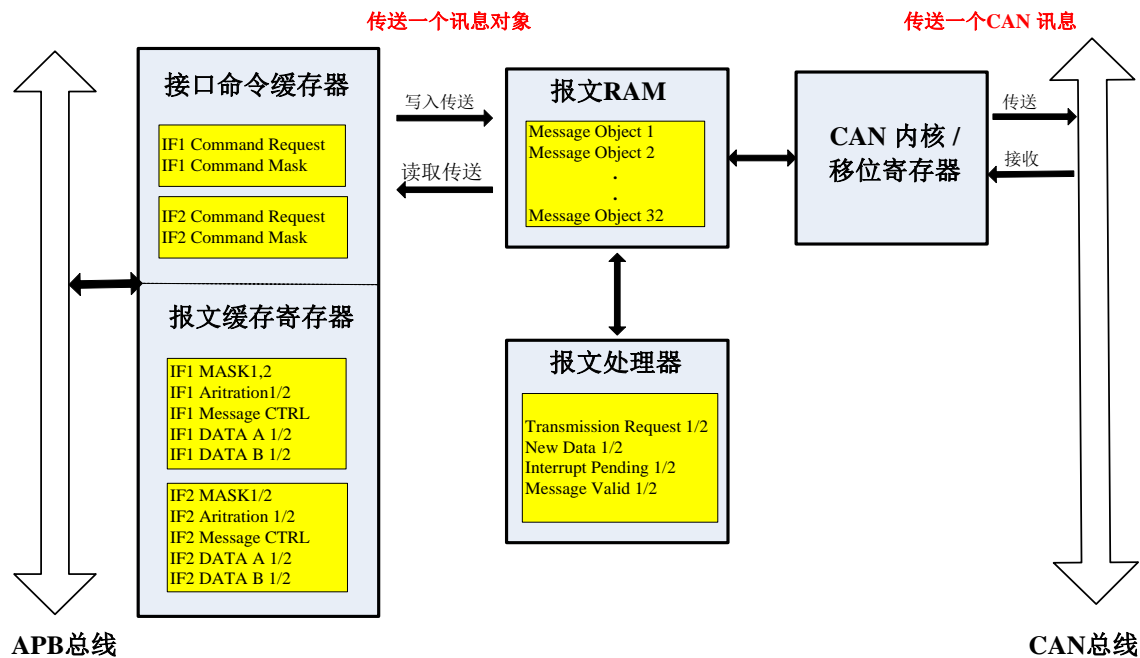 传送一个讯息对象
传送一个CAN 讯息
接口命令缓存器
IF1 Command Request
IF1 Command Mask
IF2 Command Request
IF2 Command Mask
报文缓存寄存器
IF1 MASK1,2
IF1 Aritration1/2
IF1 Message CTRL
IF1 DATA A 1/2
IF1 DATA B 1/2
IF2 MASK1/2
IF2 Aritration 1/2
IF2 Message CTRL
IF2 DATA A 1/2
IF2 DATA B 1/2
写入传送
读取传送
报文RAM
Message Object 1
Message Object 2
.
.
Message Object 32
报文处理器
Transmission Request 1/2
New Data 1/2
Interrupt Pending 1/2
Message Valid 1/2
CAN 内核 /
移位寄存器
传送
接收
APB总线
CAN总线